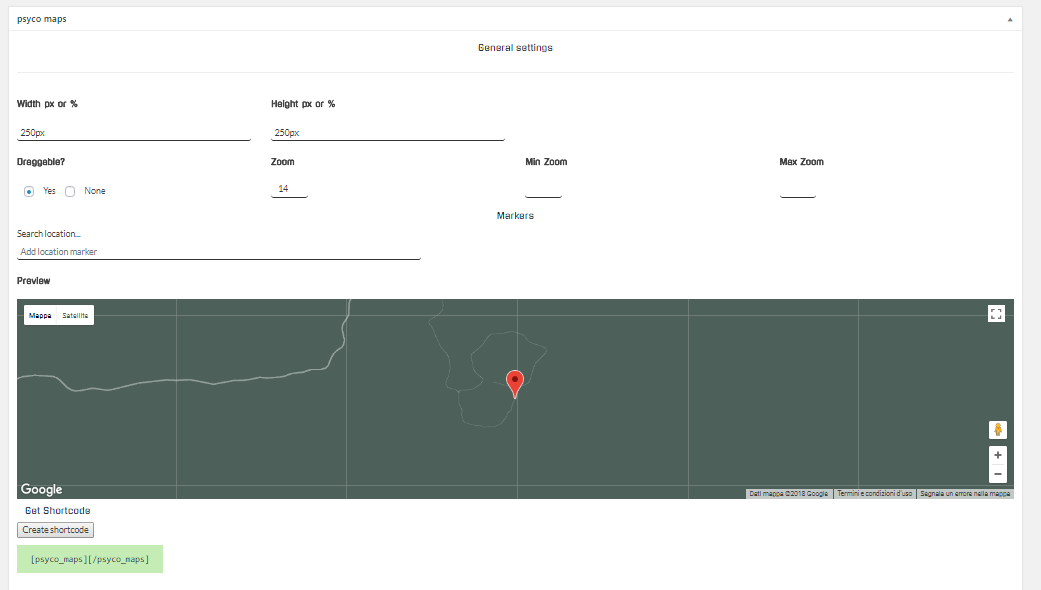 psyco maps
General settings
Width px or %
Height px or %
250px
250px
Draggable?
Zoom
Min Zoom
Max Zoom
Yes
None
14
Markers
Search location...
Add location marker
Preview
Mappa
Satellite
Google
Dati mappa ©2018 Google
Termini e condizioni d'uso
Segnala un errore nella mappa
Get Shortcode
Create shortcode
[psyco_maps][/psyco_maps]